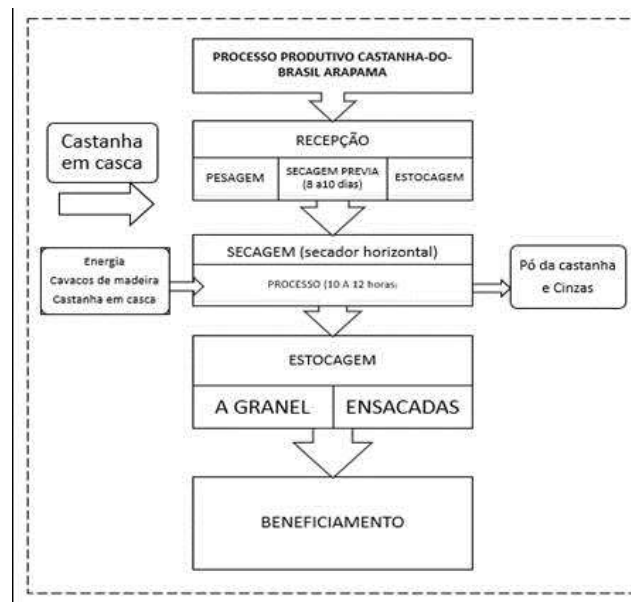 PROCESSO PRODUTIVO CASTANHA-DO-
BRASIL ARAPAMA
Castanha
em casca
RECEPÇÃO
PESAGEM
SECAGEM PREVIA
(8 a10 dias)
ESTOCAGEM
Energia
Cavacos de madeira
Castanha em casca
SECAGEM (secador horizontal)
PROCESSO (10 A 12 horas)
Pó da castanha
e Cinzas
ESTOCAGEM
A GRANEL
ENSACADAS
BENEFICIAMENTO